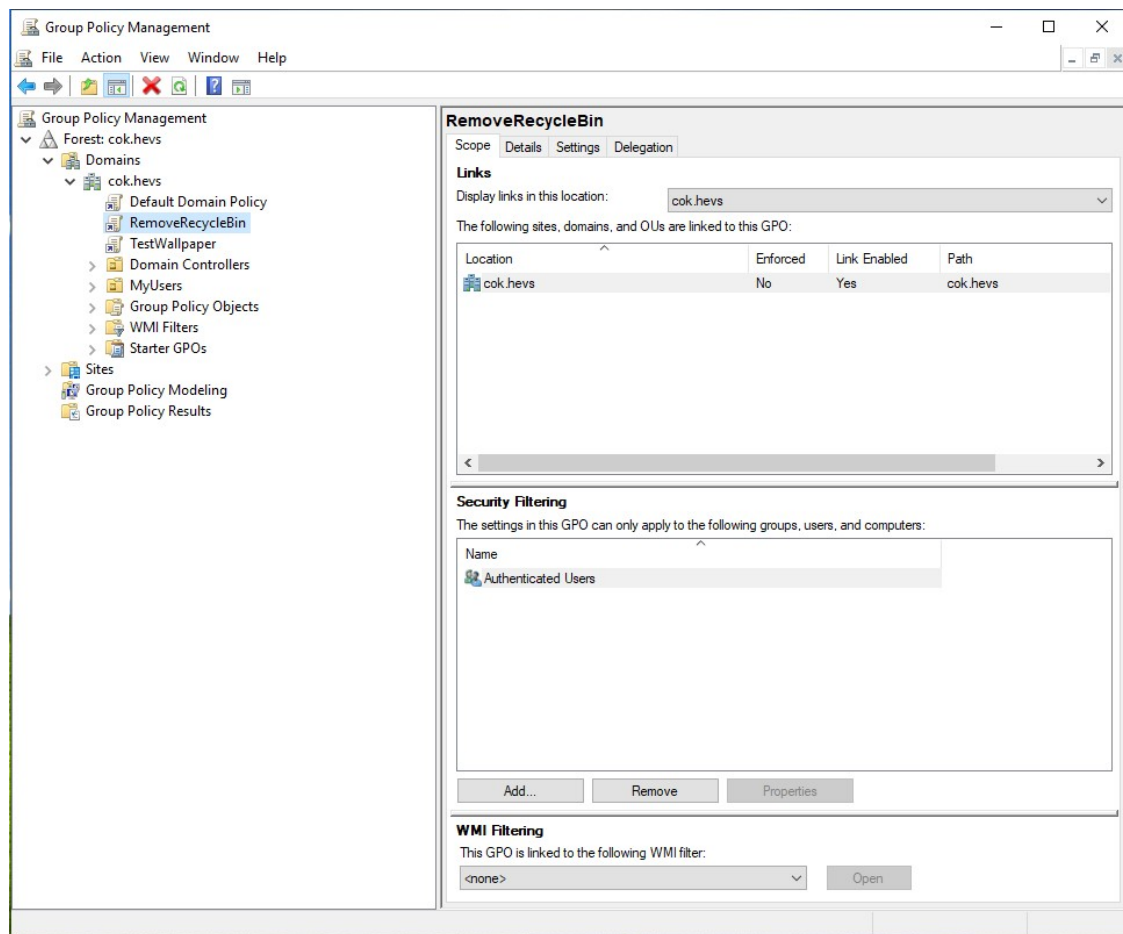 Group Policy Management
File Action View Window Help
Group Policy Management
Forest: cok.hevs
Domains
cok.hevs
Default Domain Policy
RemoveRecycleBin
TestWallpaper
Domain Controllers
MyUsers
Group Policy Objects
WMI Filters
Starter GPOs
Sites
Group Policy Modeling
Group Policy Results
RemoveRecycleBin
Scope Details Settings Delegation
Links
Display links in this location: cok.hevs
The following sites, domains, and OUs are linked to this GPO:
Location Enforced Link Enabled Path
cok.hevs No Yes cok.hevs
Security Filtering
The settings in this GPO can only apply to the following groups, users, and computers:
Name
Authenticated Users
Add... Remove Properties
WMI Filtering
This GPO is linked to the following WMI filter:
<none> Open